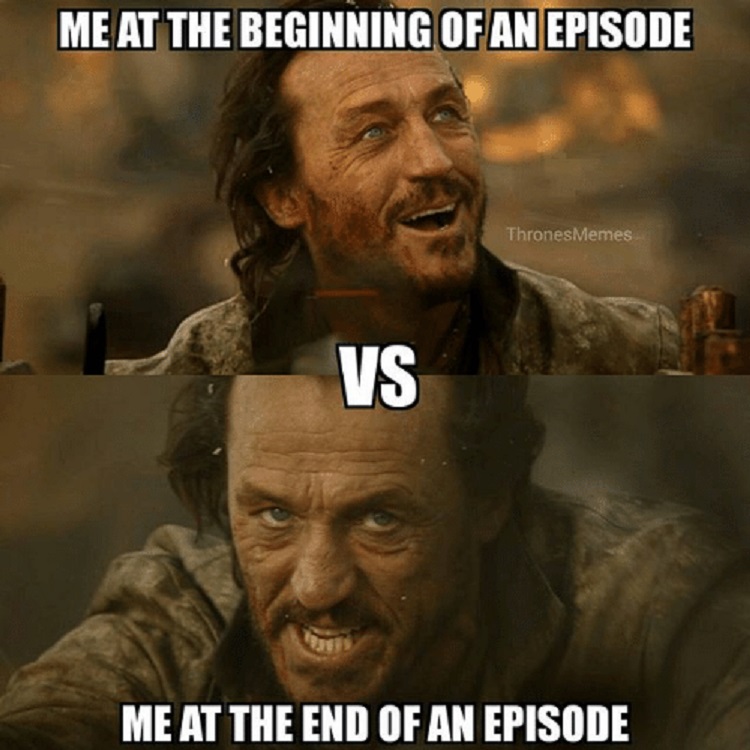 ME AT THE BEGINNING OF AN EPISODE
ThronesMemes
VS
ME AT THE END OF AN EPISODE